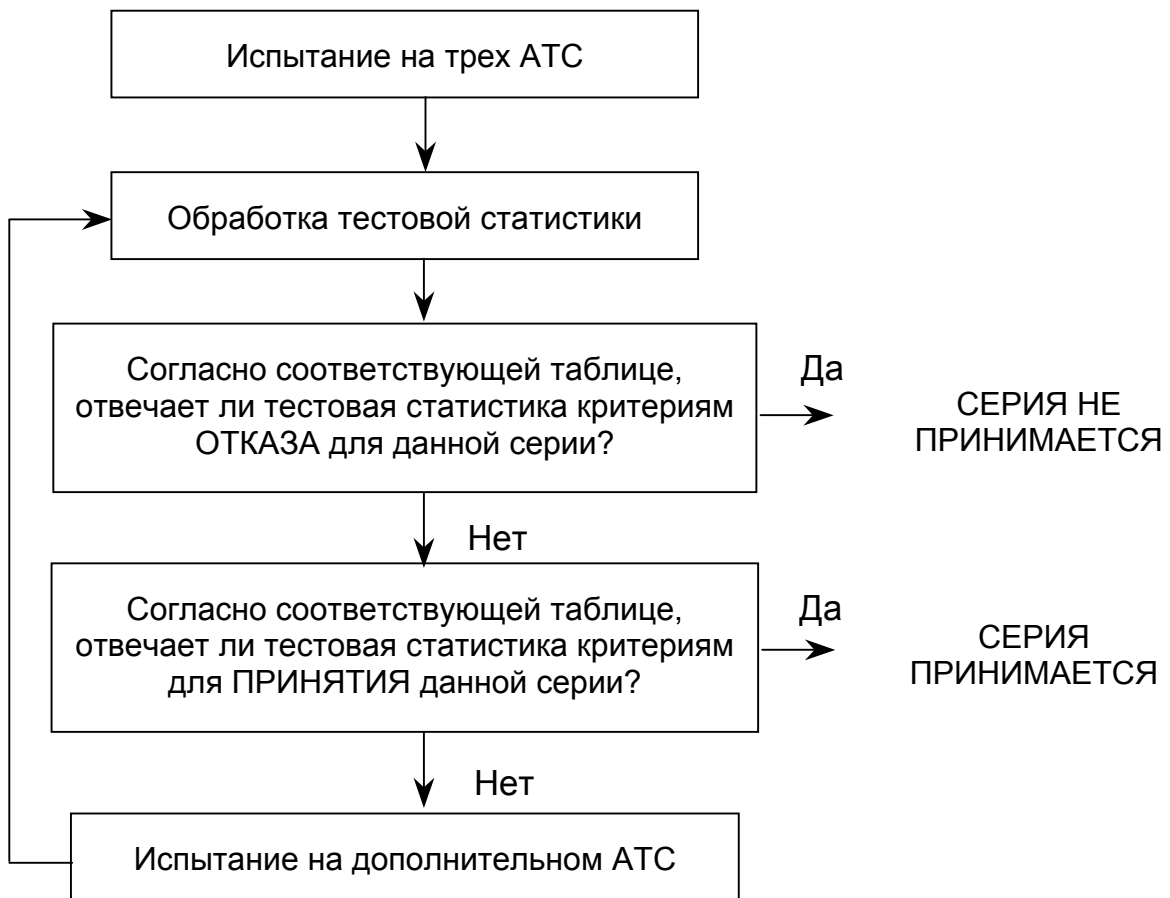 Испытание на трех АТС
Обработка тестовой статистики
Согласно соответствующей таблице,
отвечает ли тестовая статистика критериям
ОТКАЗА для данной серии?
Да
СЕРИЯ НЕ
ПРИНИМАЕТСЯ
Нет
Согласно соответствующей таблице,
отвечает ли тестовая статистика критериям
для ПРИНЯТИЯ данной серии?
Да
СЕРИЯ
ПРИНИМАЕТСЯ
Нет
Испытание на дополнительном АТС